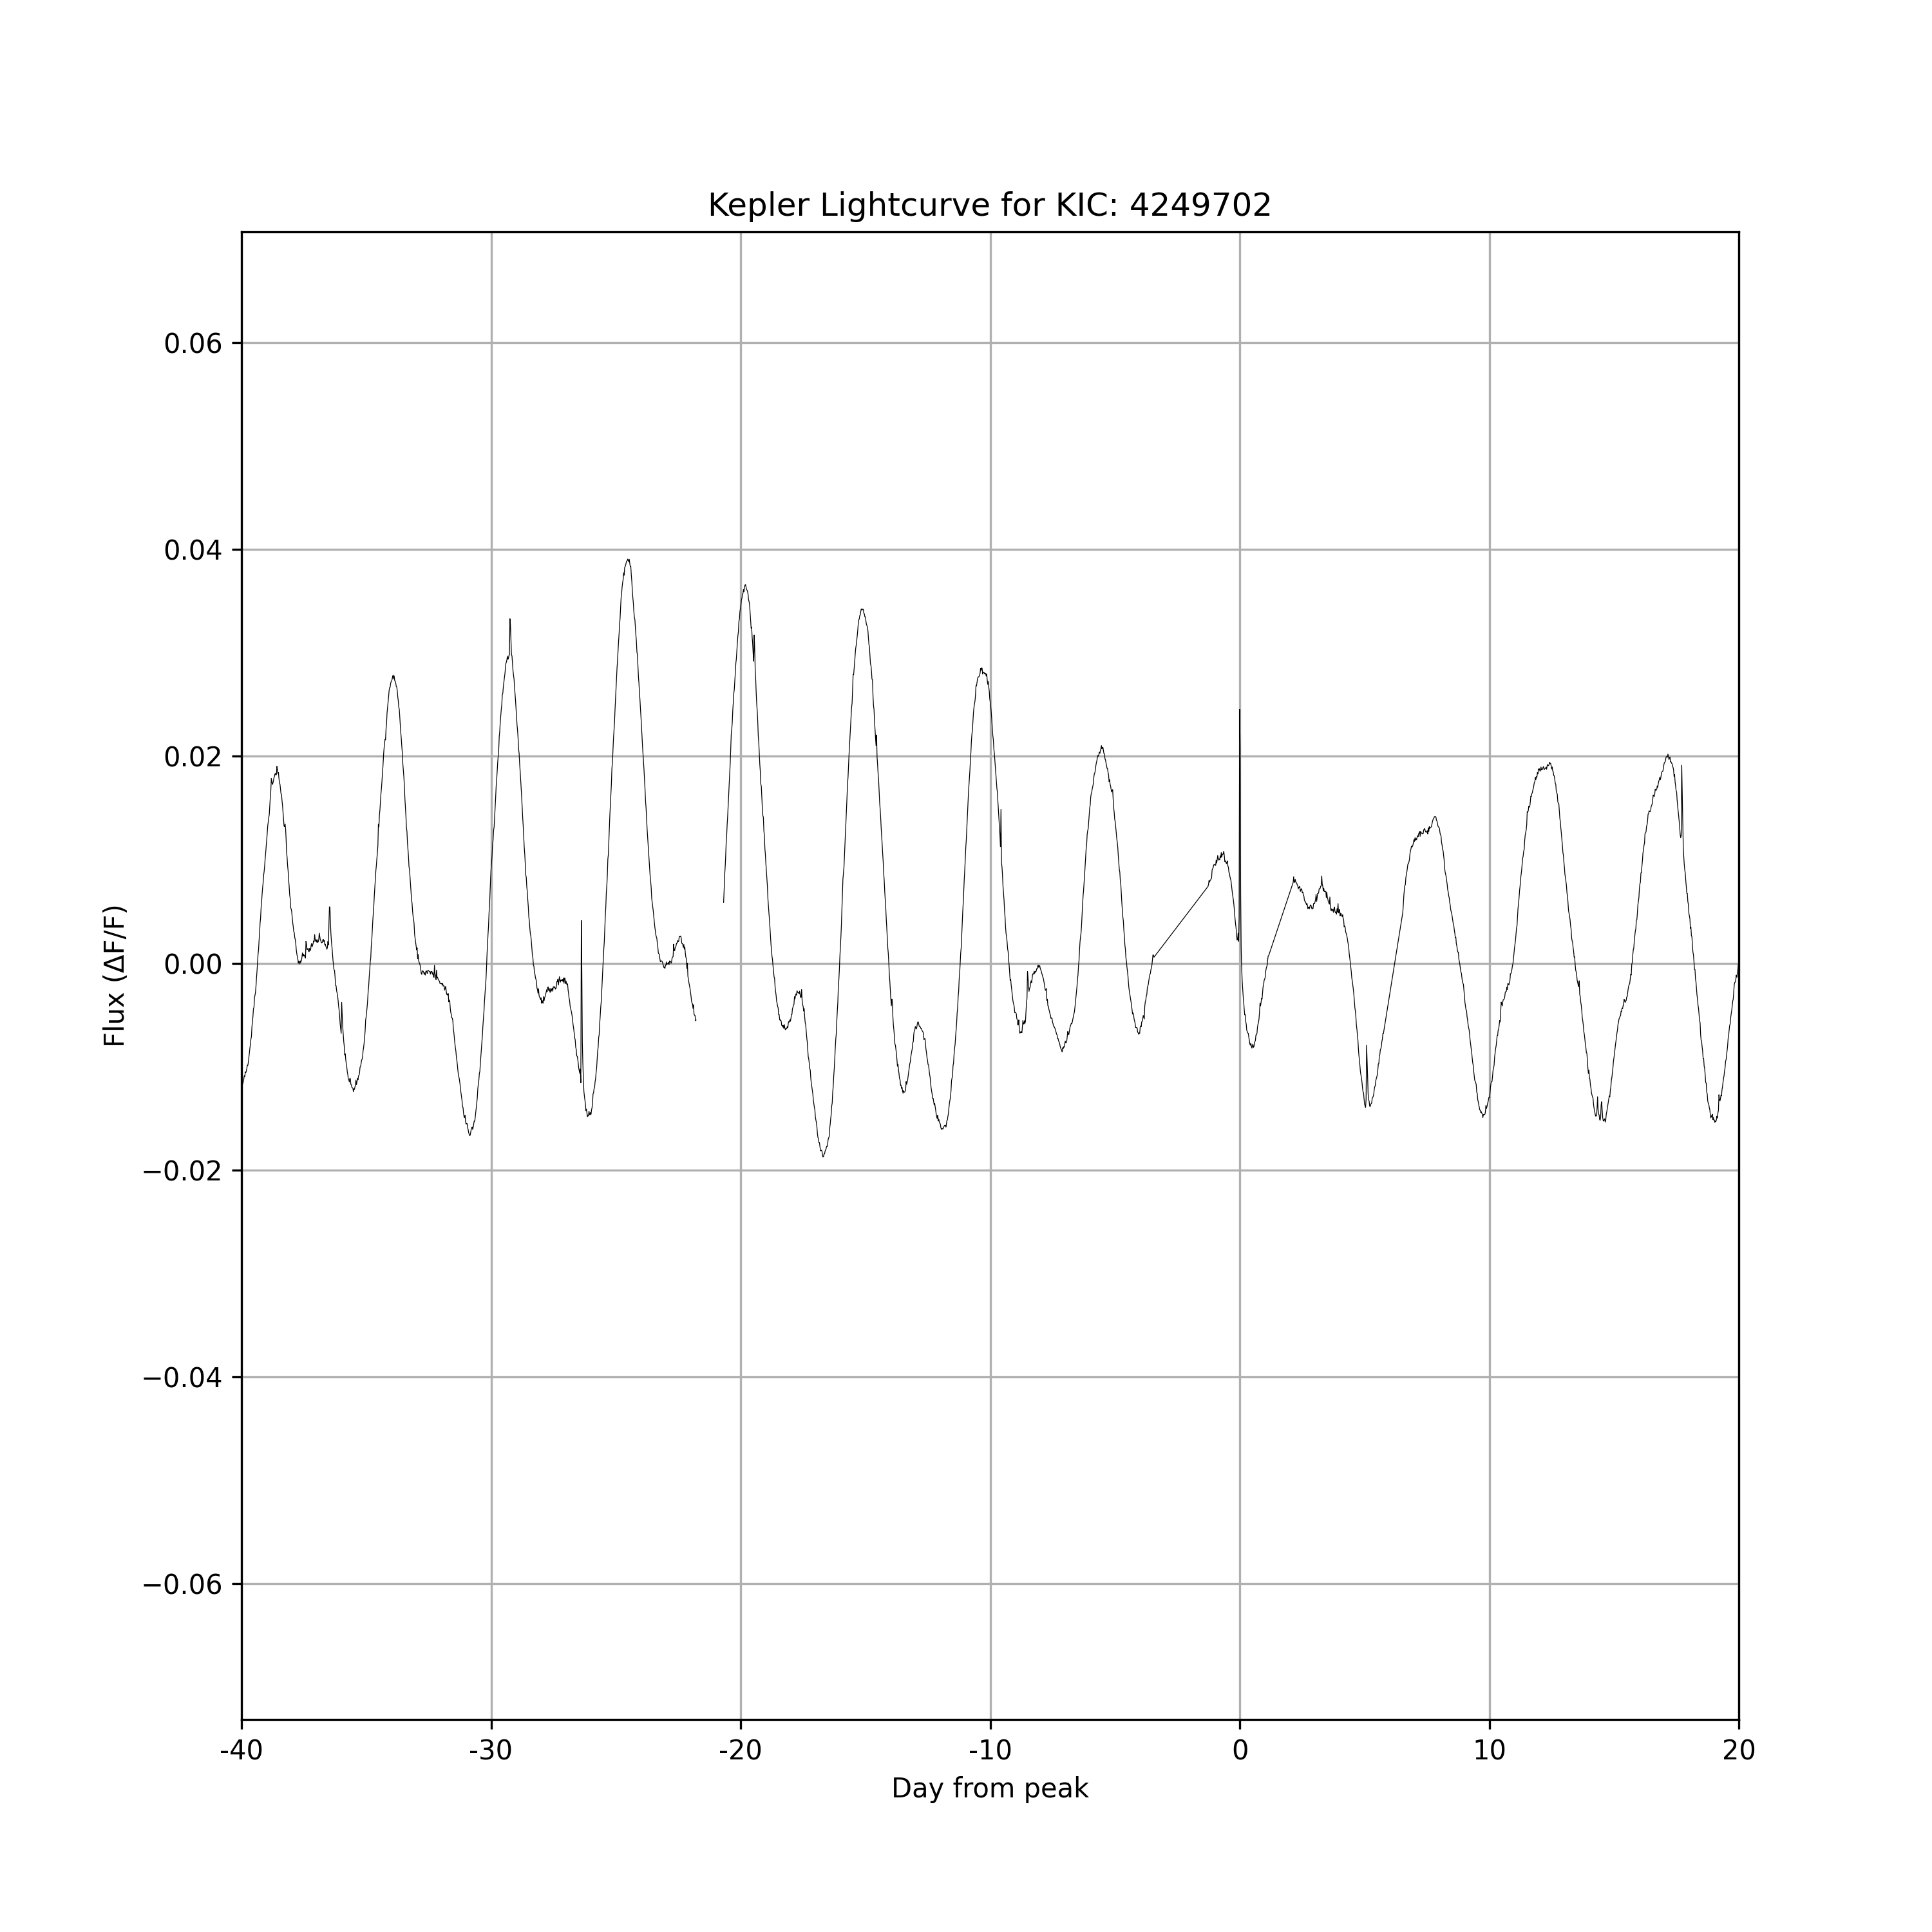 Kepler Lightcurve for KIC: 4249702
0.06
0.04
0.02
0.00
−0.02
−0.04
−0.06
Flux (ΔF/F)
-40 -30 -20 -10 0 10 20
Day from peak